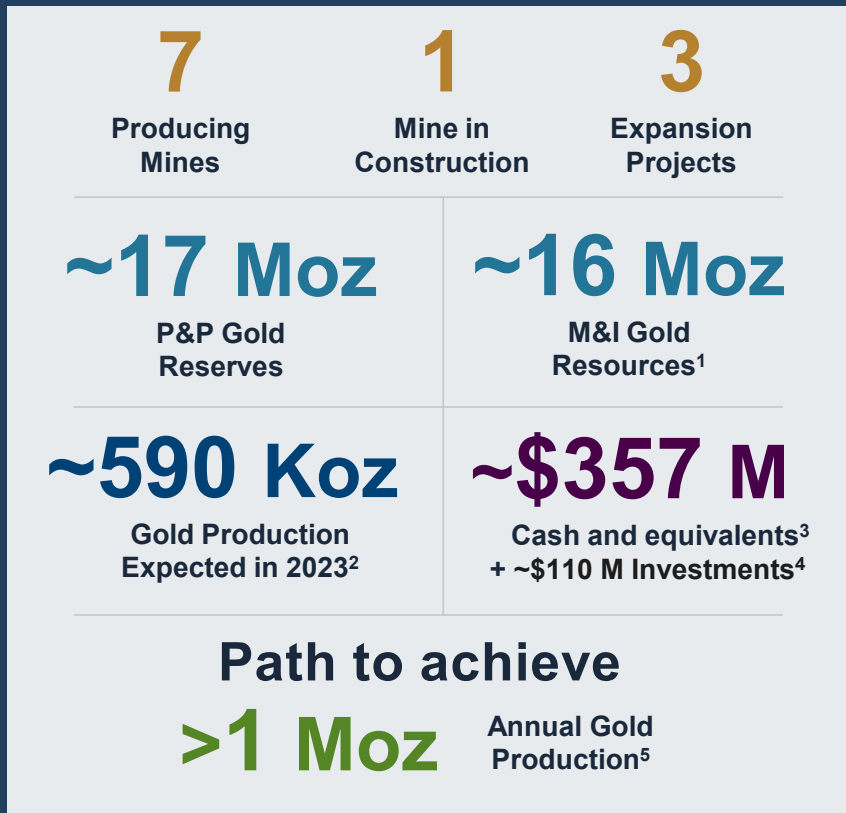 7 1 3
Producing Mine in Expansion
Mines Construction Projects
~17 Moz ~16 Moz
P&P Gold M&I Gold
Reserves Resources¹
~590 Koz ~$357 M
Gold Production Cash and equivalents³
Expected in 2023² + ~$110 M Investments⁴
Path to achieve
>1 Moz Annual Gold
Production⁵